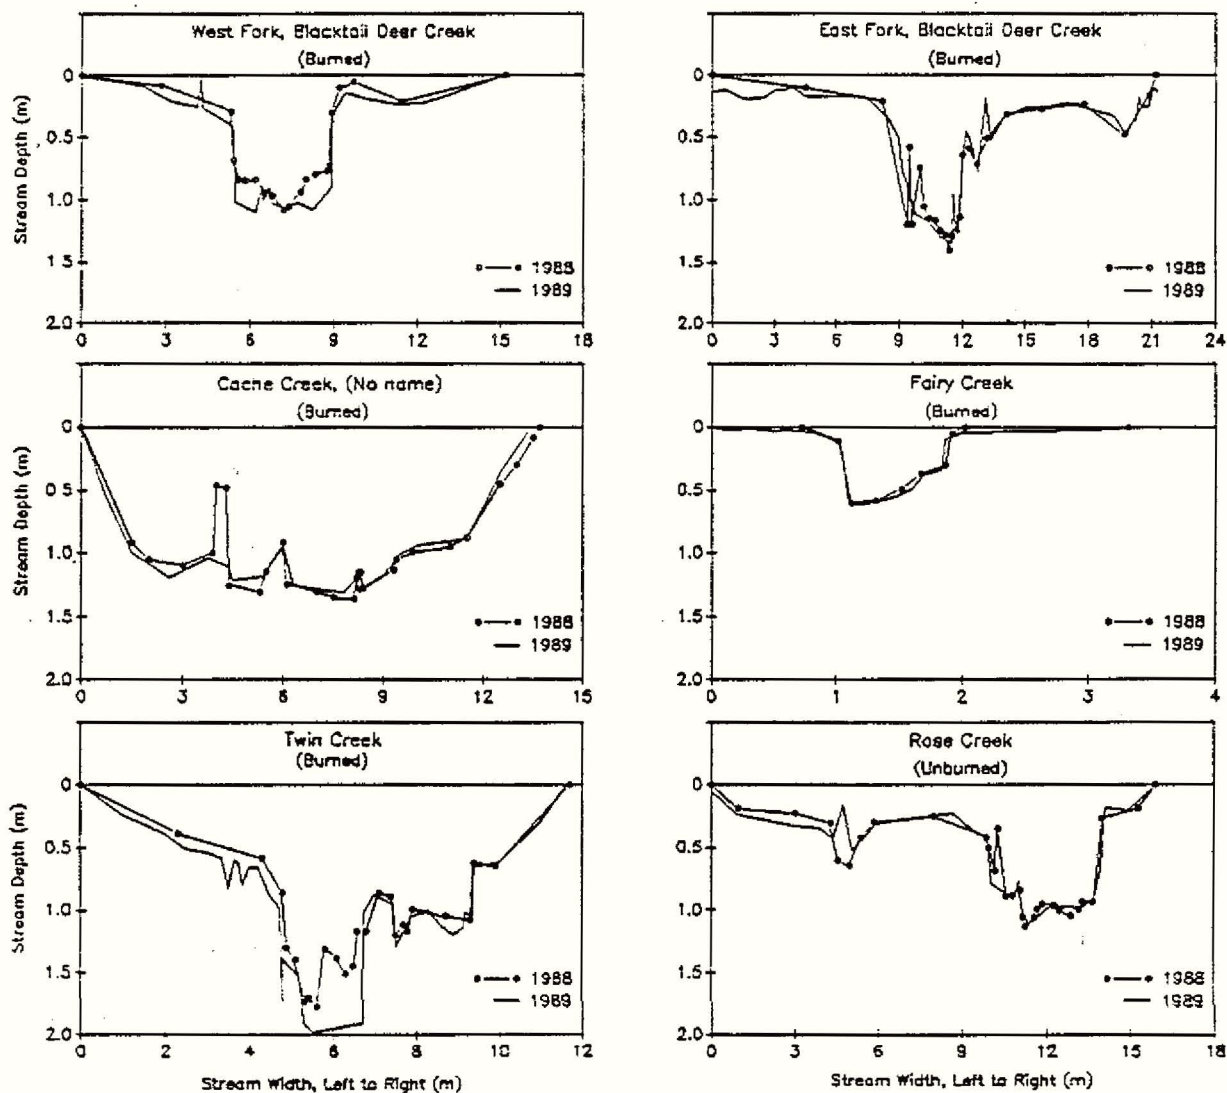 West Fork, Blacktail Deer Creek
(Burned)
Stream Depth (m)
0
0.5
1.0
1.5
2.0
1988
1989
0 3 6 9 12 15 18
East Fork, Blacktail Deer Creek
(Burned)
0
0.5
1.0
1.5
2.0
1988
1989
0 3 6 9 12 15 18 21 24
Cache Creek, (No name)
(Burned)
Stream Depth (m)
0
0.5
1.0
1.5
2.0
1988
1989
0 3 6 9 12 15
Fairy Creek
(Burned)
0
0.5
1.0
1.5
2.0
1988
1989
0 1 2 3 4
Twin Creek
(Burned)
Stream Depth (m)
0
0.5
1.0
1.5
2.0
1988
1989
0 2 4 6 8 10 12
Stream Width, Left to Right (m)
Rose Creek
(Unburned)
0
0.5
1.0
1.5
2.0
1988
1989
0 3 6 9 12 15 18
Stream Width, Left to Right (m)